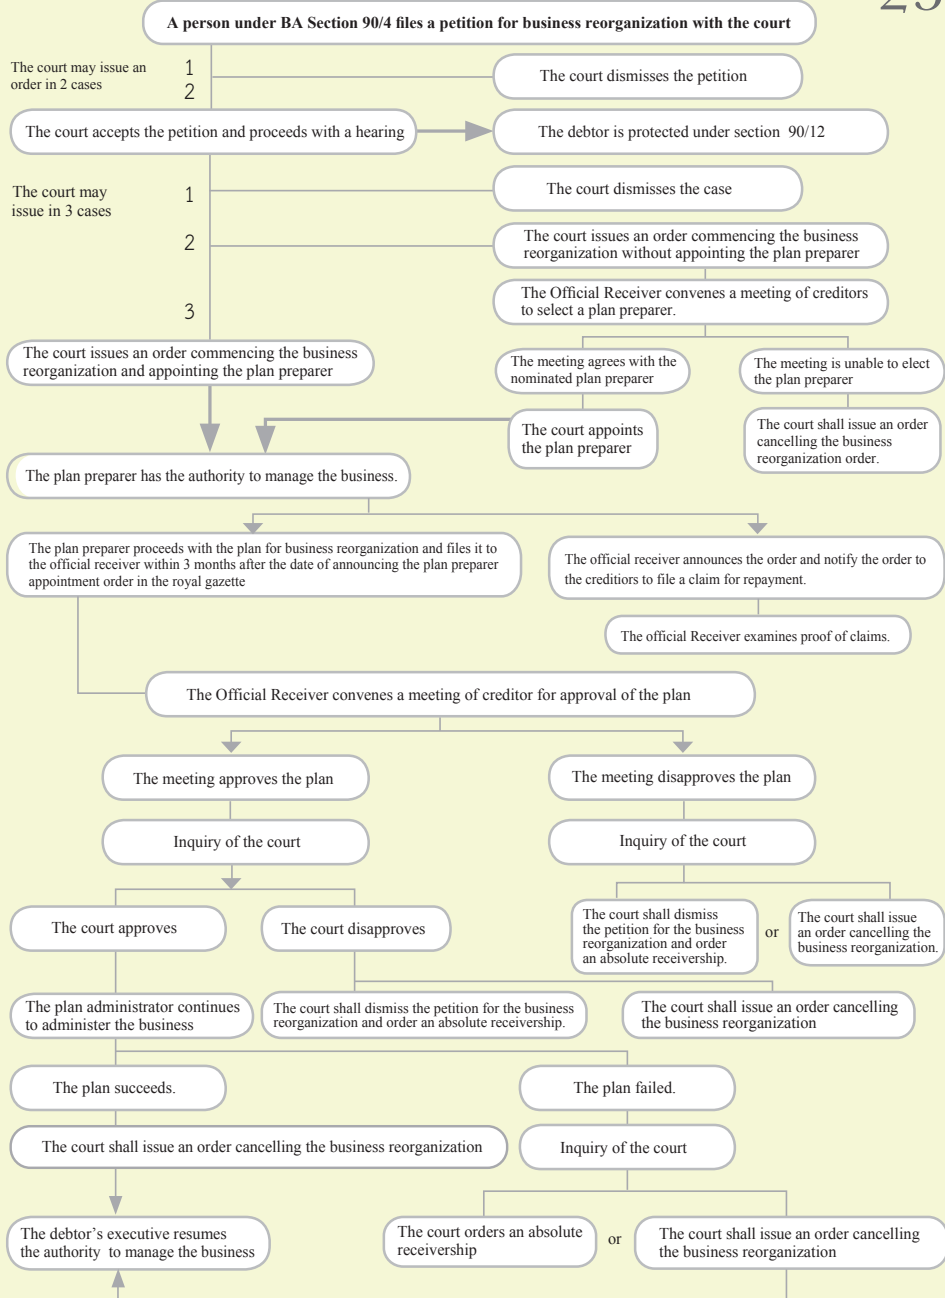 A person under BA Section 90/4 files a petition for business reorganization with the court
The court may issue an
order in 2 cases
1
2
The court dismisses the petition
The court accepts the petition and proceeds with a hearing
The debtor is protected under section 90/12
The court may
issue in 3 cases
1
The court dismisses the case
2
The court issues an order commencing the business
reorganization without appointing the plan preparer
The Official Receiver convenes a meeting of creditors
to select a plan preparer.
3
The court issues an order commencing the business
reorganization and appointing the plan preparer
The meeting agrees with the
nominated plan preparer
The meeting is unable to elect
the plan preparer
The court appoints
the plan preparer
The court shall issue an order
cancelling the business
reorganization order.
The plan preparer has the authority to manage the business.
The plan preparer proceeds with the plan for business reorganization and files it to
the official receiver within 3 months after the date of announcing the plan preparer
appointment order in the royal gazette
The official receiver announces the order and notify the order to
the creditiors to file a claim for repayment.
The official Receiver examines proof of claims.
The Official Receiver convenes a meeting of creditor for approval of the plan
The meeting approves the plan
The meeting disapproves the plan
Inquiry of the court
Inquiry of the court
The court approves
The court disapproves
The court shall dismiss
the petition for the business
reorganization and order
an absolute receivership.
or
The court shall issue
an order cancelling the
business reorganization.
The plan administrator continues
to administer the business
The court shall dismiss the petition for the business
reorganization and order an absolute receivership.
The court shall issue an order cancelling
the business reorganization
The plan succeeds.
The plan failed.
The court shall issue an order cancelling the business reorganization
Inquiry of the court
The debtor's executive resumes
the authority to manage the business
The court orders an absolute
receivership
or
The court shall issue an order cancelling
the business reorganization